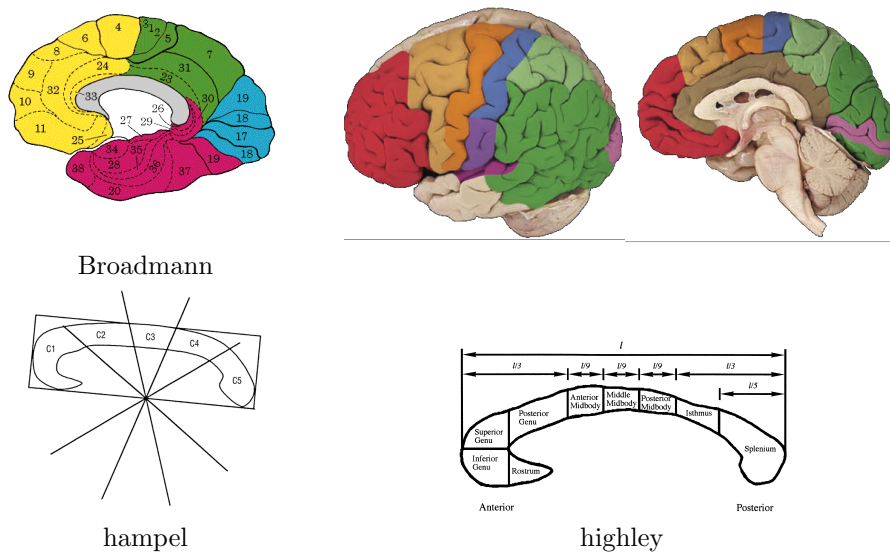 3 1 2
4
5
6
7
8
24
31
9
23
32
33
30
10
26
19
27
29
18
11
17
25
34 35
18
28
36
19
38
37
20
Broadmann
C1 C2 C3 C4
C5
hampel
l
l/3 l/9 l/9 l/9 l/3
l/5
Anterior
Midbody
Middle
Midbody
Posterior
Midbody
Posterior
Genu
Isthmus
Superior
Genu
Splenium
Inferior
Genu
Rostrum
Anterior Posterior
highley